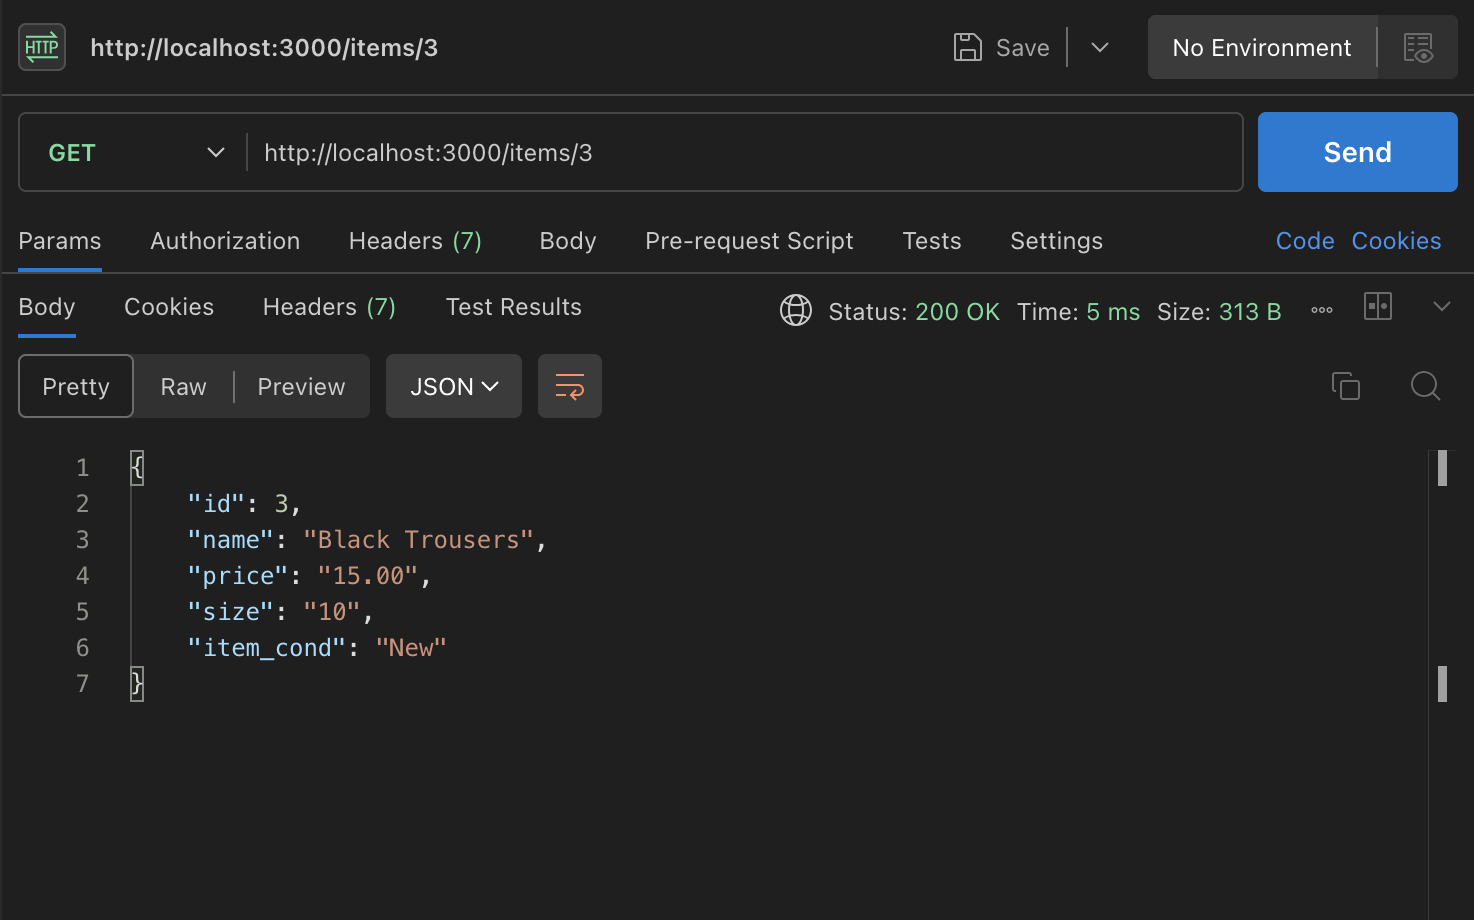 HTTP http://localhost:3000/items/3 Save No Environment
GET http://localhost:3000/items/3 Send
Params Authorization Headers (7) Body Pre-request Script Tests Settings Code Cookies
Body Cookies Headers (7) Test Results Status: 200 OK Time: 5 ms Size: 313 B
Pretty Raw Preview JSON
1 {
2 "id": 3,
3 "name": "Black Trousers",
4 "price": "15.00",
5 "size": "10",
6 "item_cond": "New"
7 }